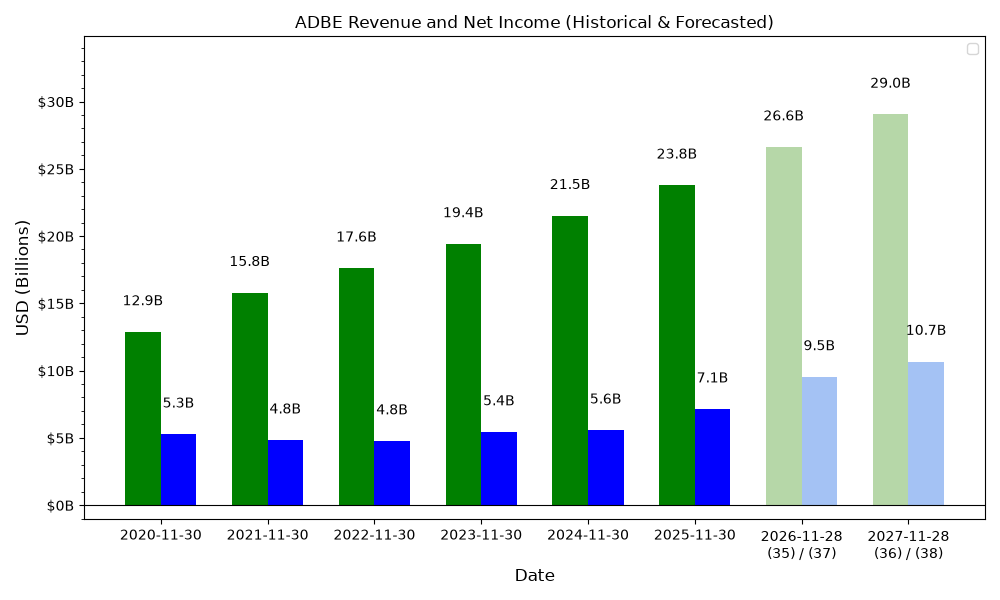 ADBE Revenue and Net Income (Historical & Forecasted)
USD (Billions)
$30B
$25B
$20B
$15B
$10B
$5B
$0B
12.9B
5.3B
15.8B
4.8B
17.6B
4.8B
19.4B
5.4B
21.5B
5.6B
23.8B
7.1B
26.6B
9.5B
29.0B
10.7B
2020-11-30
2021-11-30
2022-11-30
2023-11-30
2024-11-30
2025-11-30
2026-11-28
(35) / (37)
2027-11-28
(36) / (38)
Date